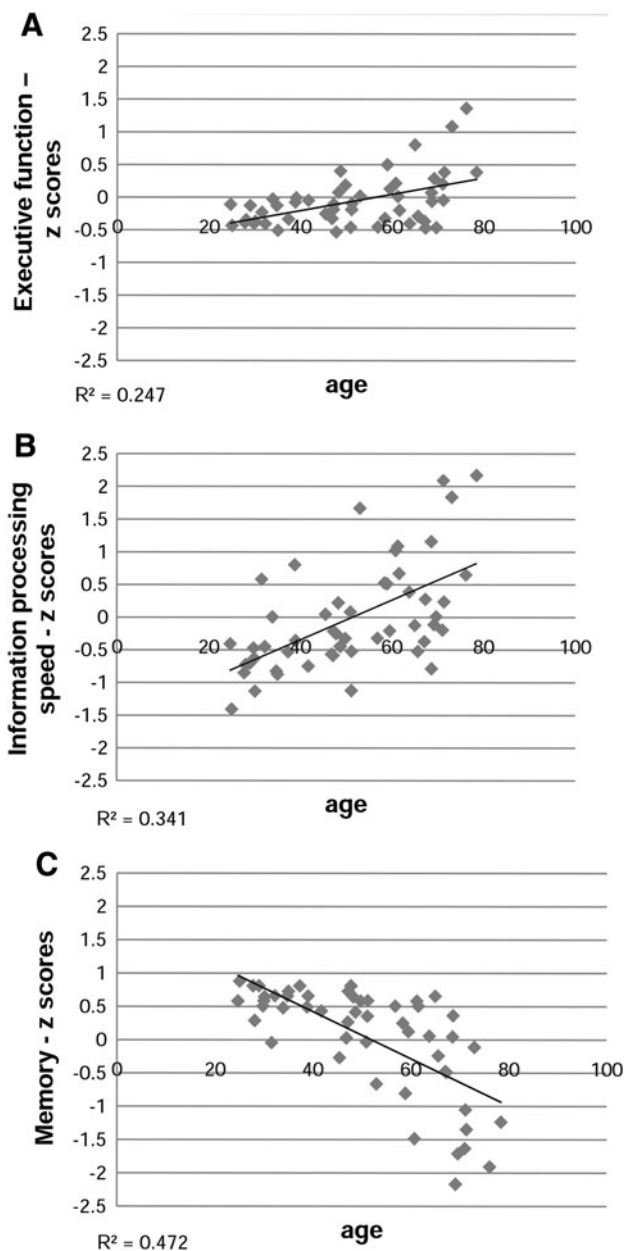 A
Executive function –
z scores
2.5
2
1.5
1
0.5
0
-0.5
-1
-1.5
-2
-2.5
0 20 40 60 80 100
age
R² = 0.247
B
Information processing
speed - z scores
2.5
2
1.5
1
0.5
0
-0.5
-1
-1.5
-2
-2.5
0 20 40 60 80 100
age
R² = 0.341
C
Memory - z scores
2.5
2
1.5
1
0.5
0
-0.5
-1
-1.5
-2
-2.5
0 20 40 60 80 100
age
R² = 0.472